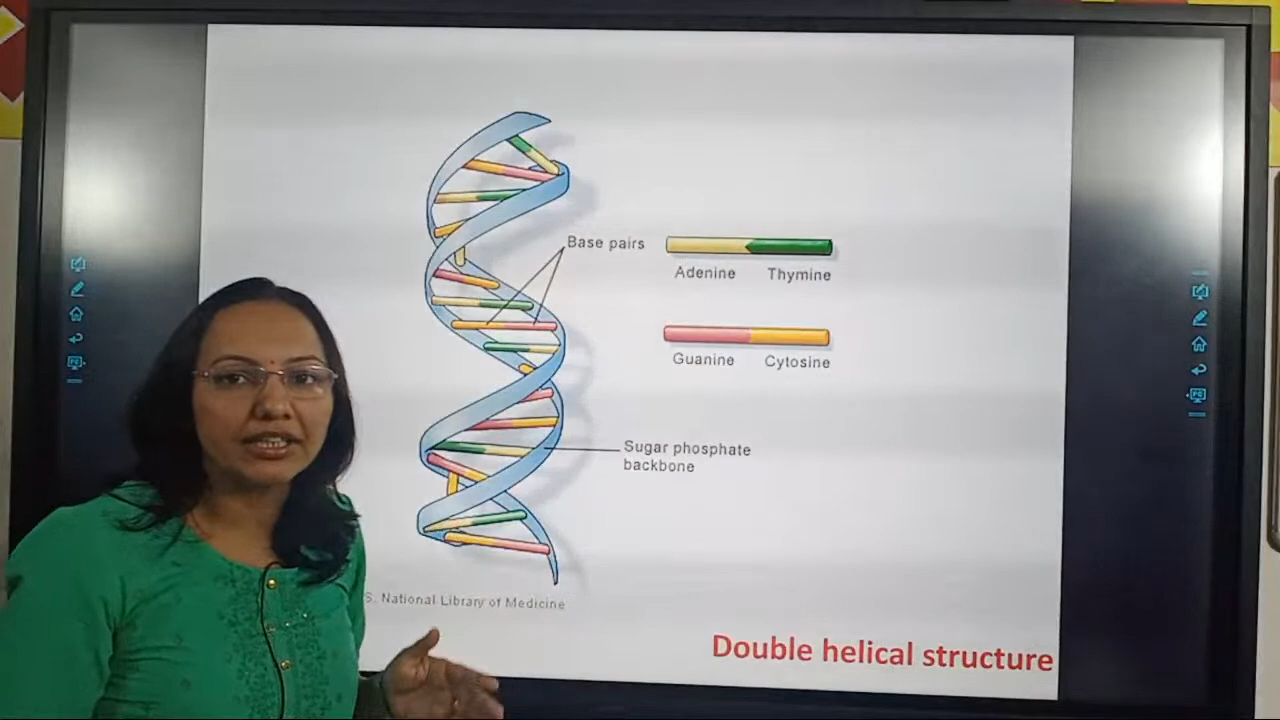 Base pairs
Adenine Thymine
Guanine Cytosine
Sugar phosphate
backbone
S. National Library of Medicine
Double helical structure